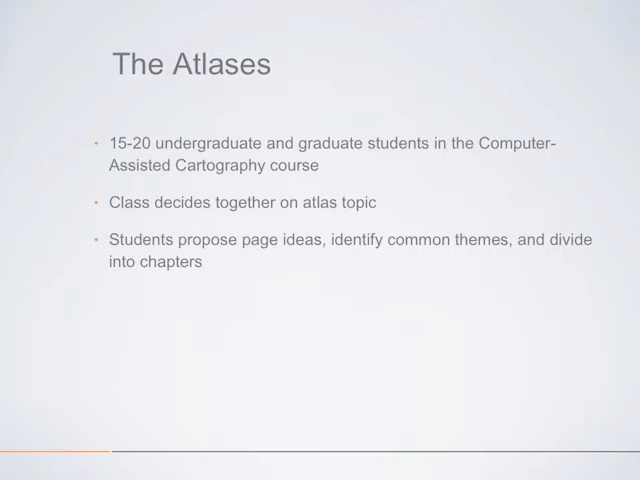 The Atlases
• 15-20 undergraduate and graduate students in the Computer-
Assisted Cartography course
• Class decides together on atlas topic
• Students propose page ideas, identify common themes, and divide
into chapters